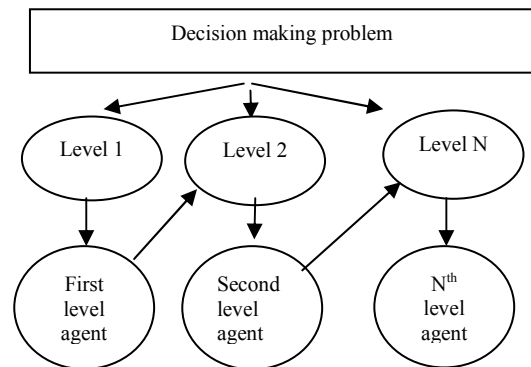 Decision making problem
Level 1
Level 2
Level N
First
level
agent
Second
level
agent
Nth
level
agent